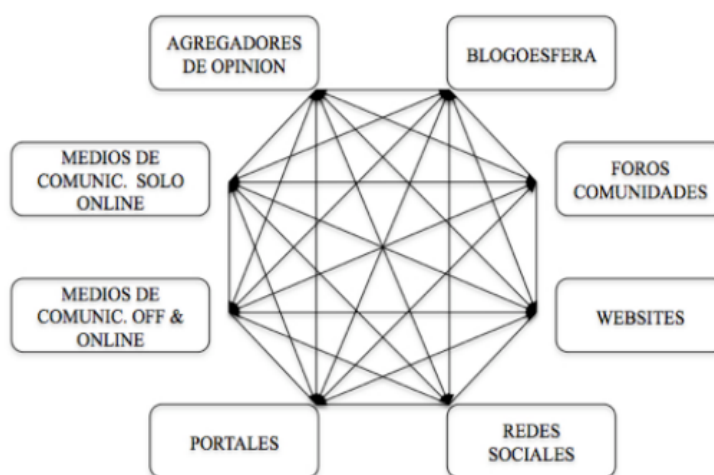 AGREGADORES
DE OPINION
BLOGOESFERA
MEDIOS DE
COMUNIC. SOLO
ONLINE
FOROS
COMUNIDADES
MEDIOS DE
COMUNIC. OFF &
ONLINE
WEBSITES
PORTALES
REDES
SOCIALES